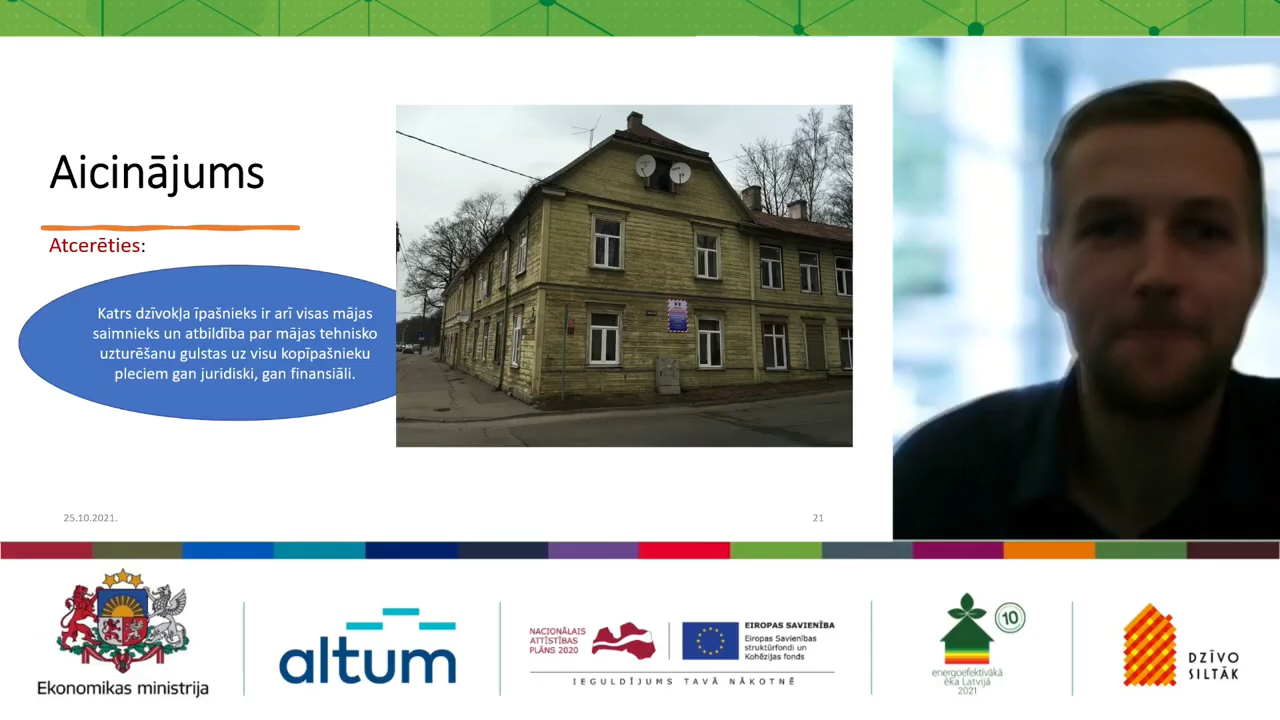 Aicinājums
Atcerēties:
Katrs dzīvokļa īpašnieks ir arī visas mājas
saimnieks un atbildība par mājas tehnisko
uzturēšanu gulstas uz visu kopīpašnieku
pleciem gan juridiski, gan finansiāli.
25.10.2021.
21
Ekonomikas ministrija
altum
NACIONĀLAIS
ATTĪSTĪBAS
PLĀNS 2020
EIROPAS SAVIENĪBA
Eiropas Savienības
struktūrfondi un
Kohēzijas fonds
IEGULDĪJUMS TAVĀ NĀKOTNĒ
10
energoefektīvākā
ēka Latvijā
2021
DZĪVO
SILTĀK